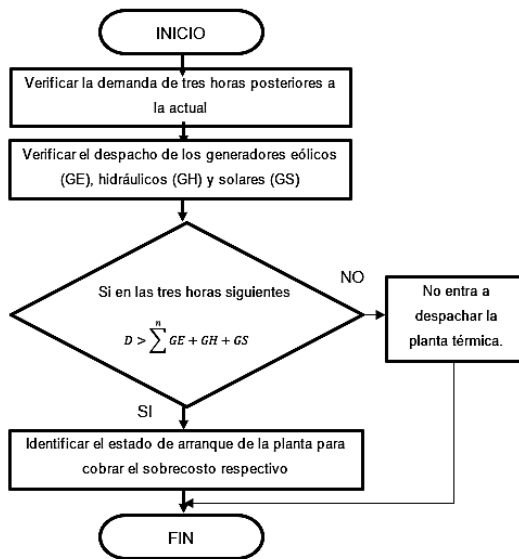 INICIO
Verificar la demanda de tres horas posteriores a
la actual
Verificar el despacho de los generadores eólicos
(GE), hidráulicos (GH) y solares (GS)
Si en las tres horas siguientes
n
D > ∑ GE + GH + GS
NO
No entra a
despachar la
planta térmica.
SI
Identificar el estado de arranque de la planta para
cobrar el sobrecosto respectivo
FIN